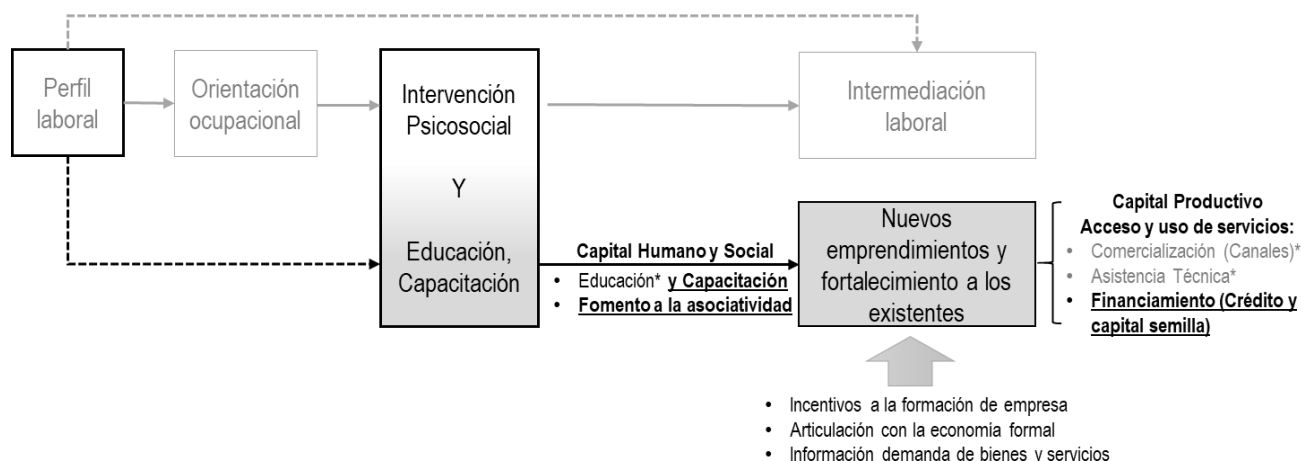 Perfil
laboral
Orientación
ocupacional
Intervención
Psicosocial
Y
Educación,
Capacitación
Intermediación
laboral
Capital Humano y Social
• Educación* y Capacitación
• Fomento a la asociatividad
Nuevos
emprendimientos y
fortalecimiento a los
existentes
Capital Productivo
Acceso y uso de servicios:
• Comercialización (Canales)*
• Asistencia Técnica*
• Financiamiento (Crédito y
capital semilla)
• Incentivos a la formación de empresa
• Articulación con la economía formal
• Información demanda de bienes y servicios